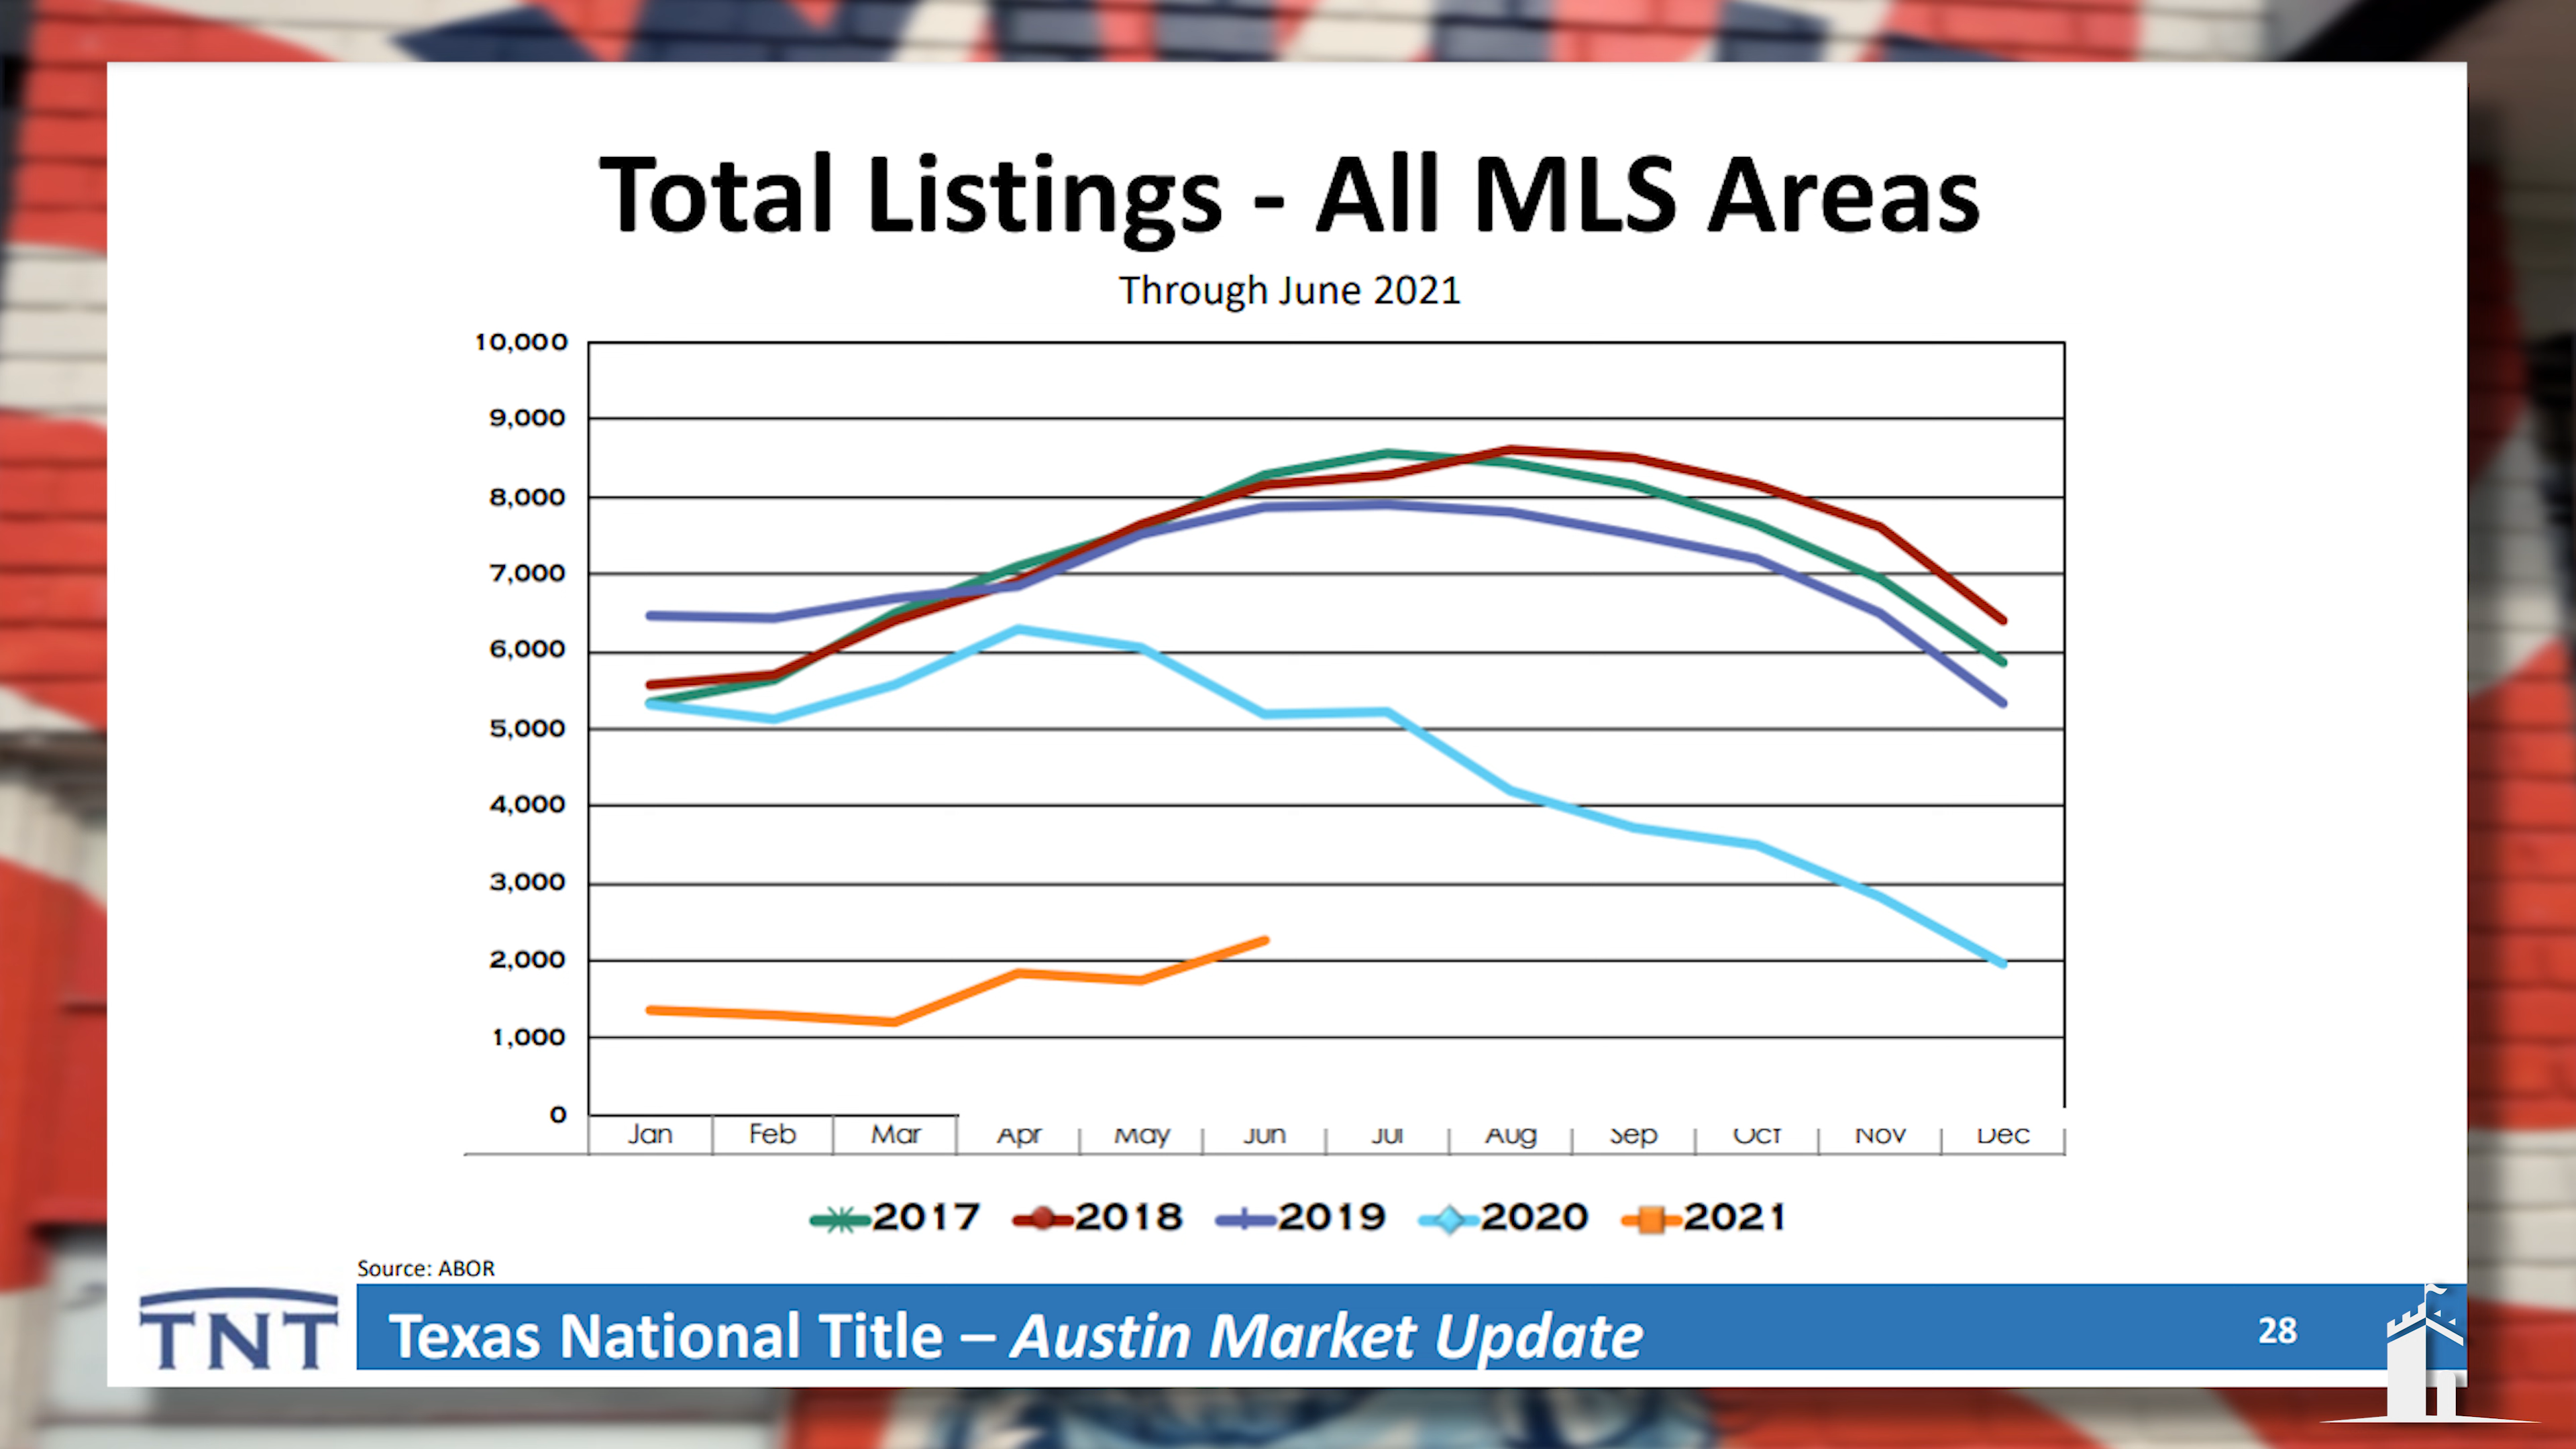 Total Listings - All MLS Areas
Through June 2021
10,000
9,000
8,000
7,000
6,000
5,000
4,000
3,000
2,000
1,000
0
Jan Feb Mar Apr May Jun Jul Aug Sep Oct Nov Dec
2017 2018 2019 2020 2021
Source: ABOR
TNT
Texas National Title – Austin Market Update
28